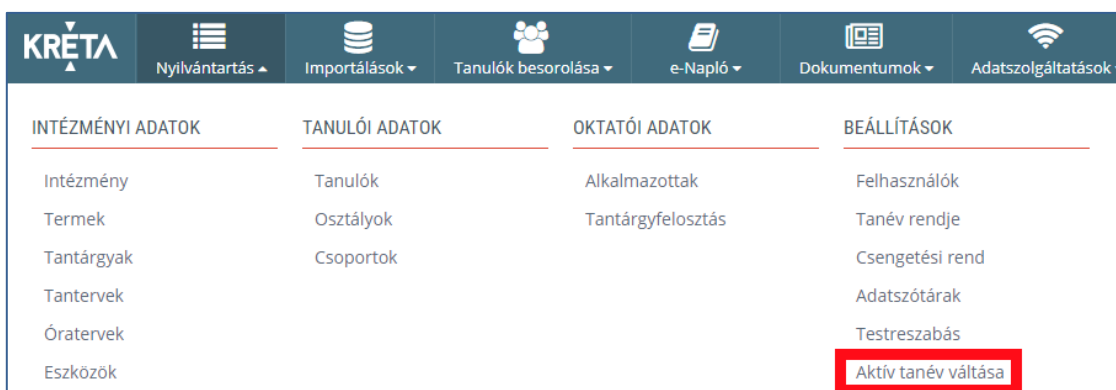 KRÉTA
Nyilvántartás Importálások Tanulók besorolása e-Napló Dokumentumok Adatszolgáltatások
INTÉZMÉNYI ADATOK TANULÓI ADATOK OKTATÓI ADATOK BEÁLLÍTÁSOK
Intézmény Tanulók Alkalmazottak Felhasználók
Termek Osztályok Tantárgyfelosztás Tanév rendje
Tantárgyak Csoportok Csengetési rend
Tantervek Adatszótárak
Óratervek Testreszabás
Eszközök Aktív tanév váltása